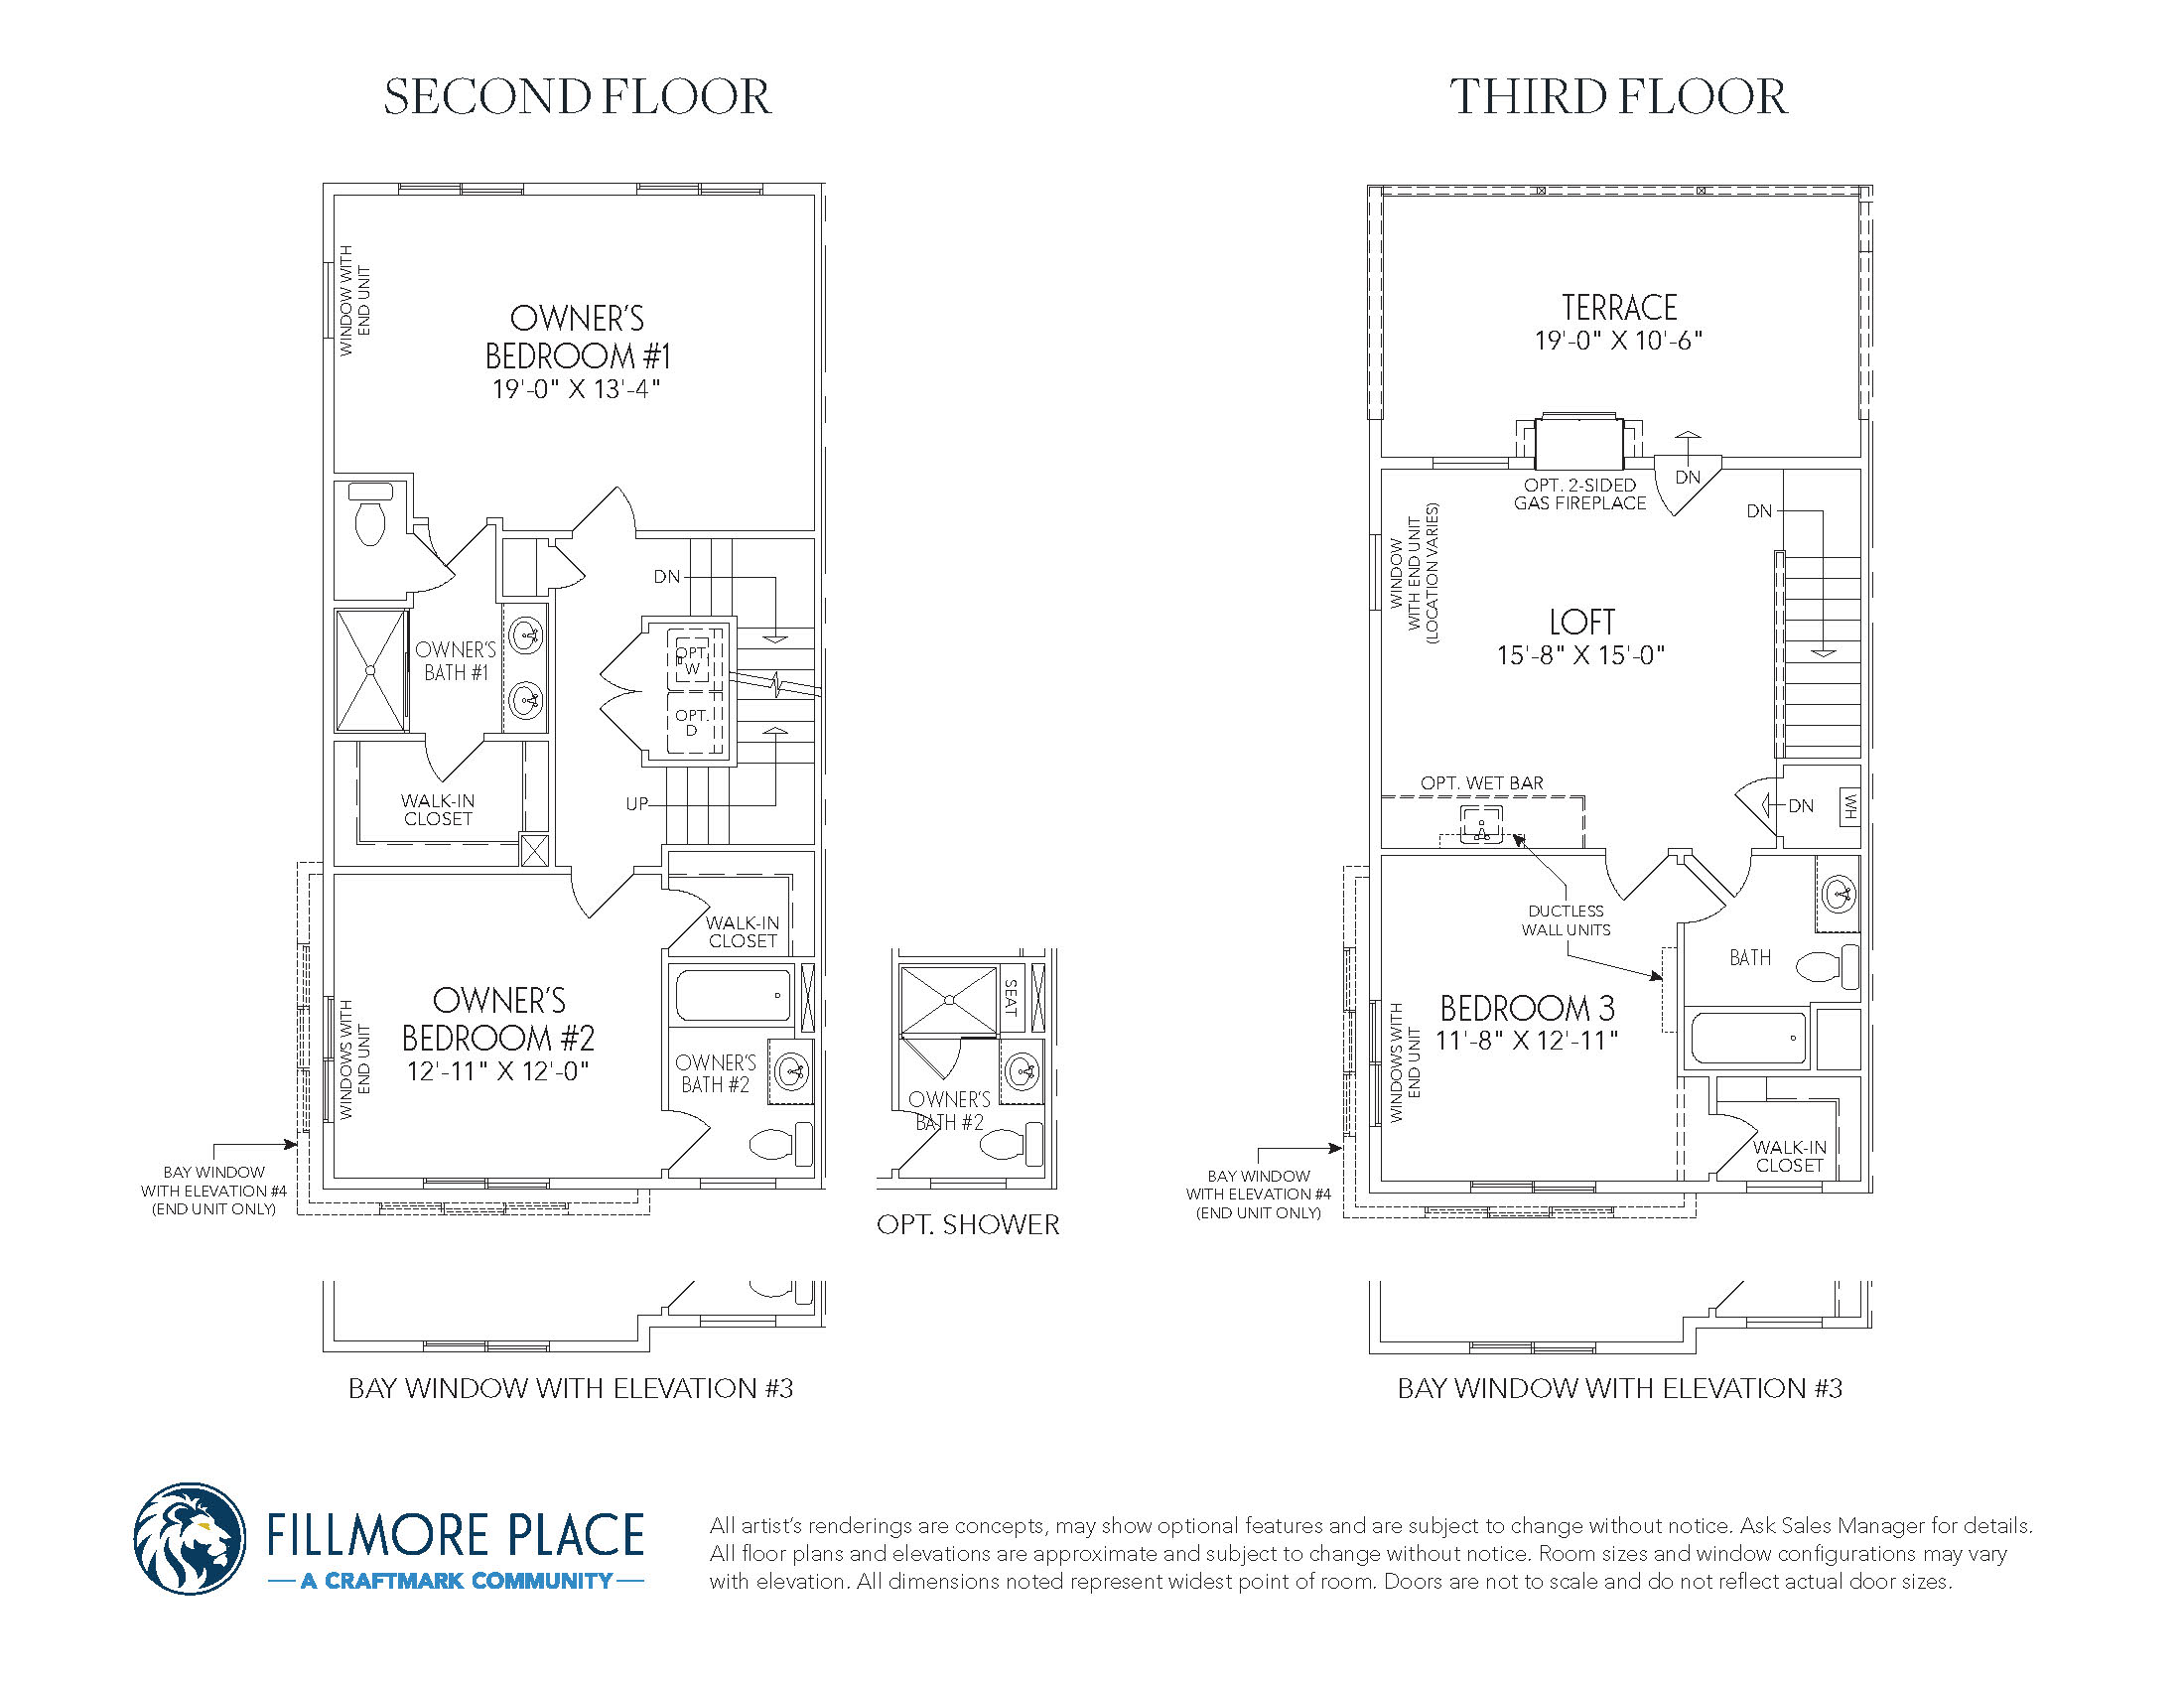 SECOND FLOOR
WINDOW WITH
END UNIT
OWNER'S
BEDROOM #1
19'-0" X 13'-4"
DN
OWNER'S
BATH #1
OPT.
W
OPT.
D
WALK-IN
CLOSET
UP
WALK-IN
CLOSET
OWNER'S
BEDROOM #2
12'-11" X 12'-0"
WINDOWS WITH
END UNIT
OWNER'S
BATH #2
BAY WINDOW
WITH ELEVATION #4
(END UNIT ONLY)
SEAT
OWNER'S
BATH #2
OPT. SHOWER
BAY WINDOW WITH ELEVATION #3
THIRD FLOOR
TERRACE
19'-0" X 10'-6"
OPT. 2-SIDED
GAS FIREPLACE
DN
DN
WINDOW
WITH END UNIT
(LOCATION VARIES)
LOFT
15'-8" X 15'-0"
OPT. WET BAR
DN
WH
DUCTLESS
WALL UNITS
BATH
BEDROOM 3
11'-8" X 12'-11"
WINDOWS WITH
END UNIT
WALK-IN
CLOSET
BAY WINDOW
WITH ELEVATION #4
(END UNIT ONLY)
BAY WINDOW WITH ELEVATION #3
FILLMORE PLACE
A CRAFTMARK COMMUNITY
All artist's renderings are concepts, may show optional features and are subject to change without notice. Ask Sales Manager for details.
All floor plans and elevations are approximate and subject to change without notice. Room sizes and window configurations may vary
with elevation. All dimensions noted represent widest point of room. Doors are not to scale and do not reflect actual door sizes.